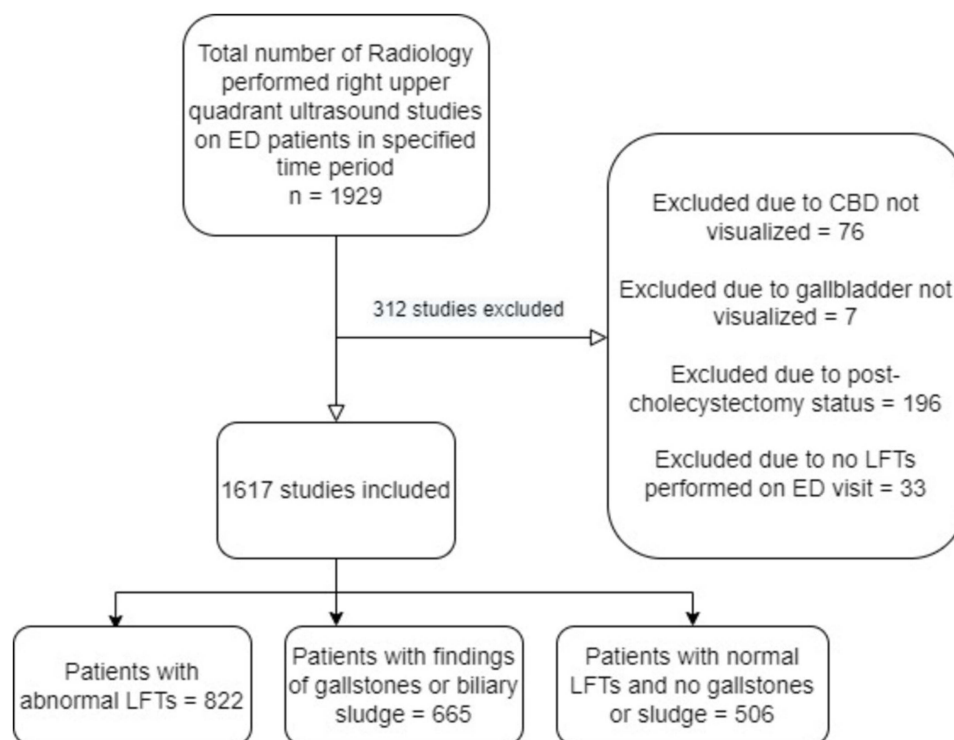 Total number of Radiology
performed right upper
quadrant ultrasound studies
on ED patients in specified
time period
n = 1929
312 studies excluded
Excluded due to CBD not
visualized = 76
Excluded due to gallbladder not
visualized = 7
Excluded due to post-
cholecystectomy status = 196
Excluded due to no LFTs
performed on ED visit = 33
1617 studies included
Patients with
abnormal LFTs = 822
Patients with findings
of gallstones or biliary
sludge = 665
Patients with normal
LFTs and no gallstones
or sludge = 506